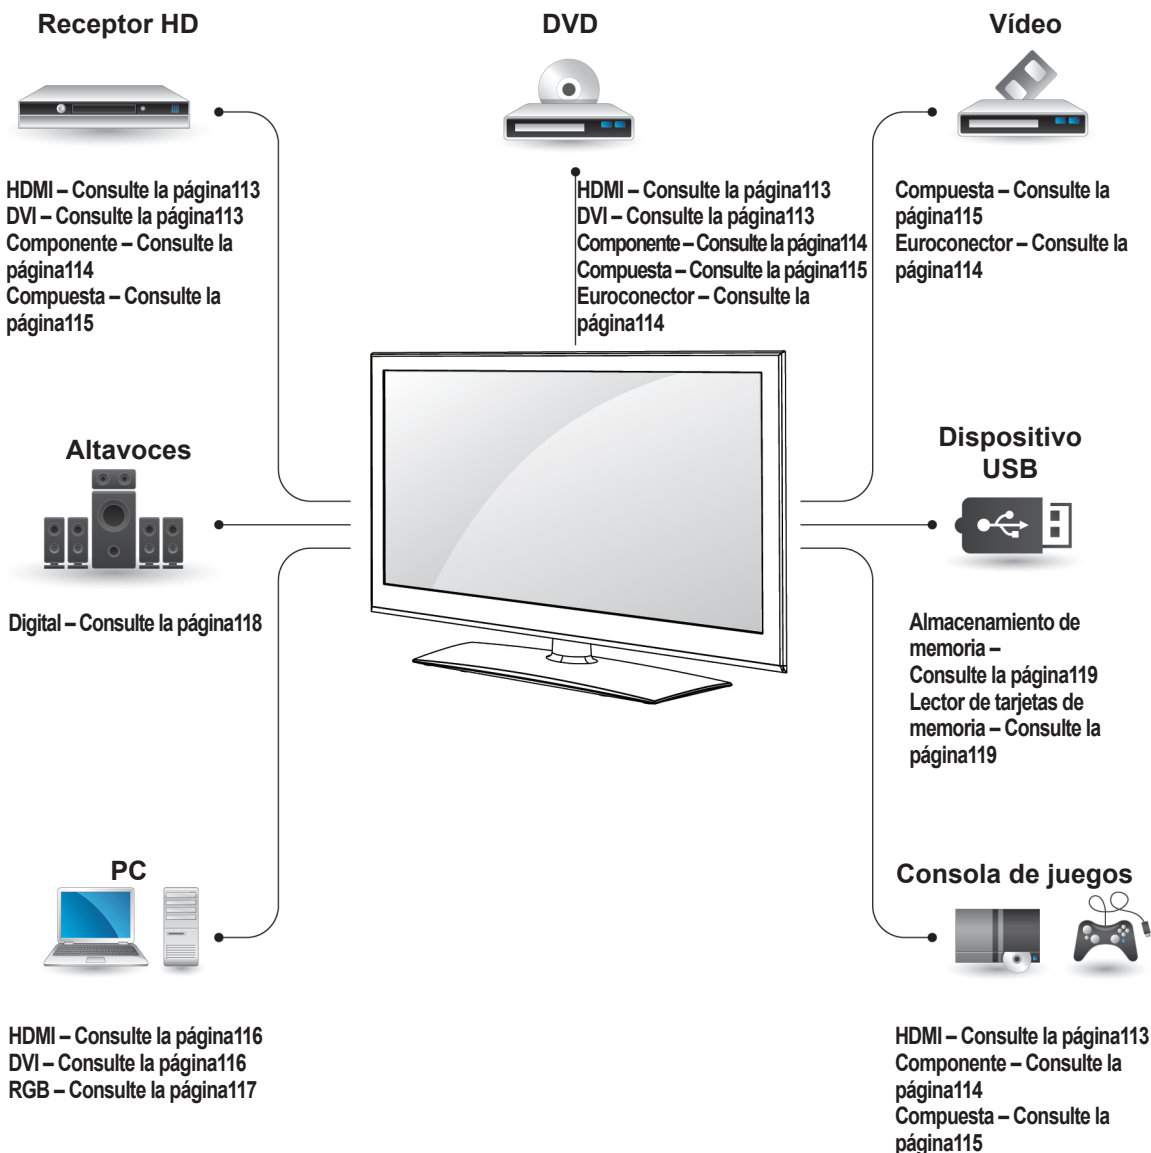 Receptor HD
HDMI – Consulte la página113
DVI – Consulte la página113
Componente – Consulte la
página114
Compuesta – Consulte la
página115
DVD
HDMI – Consulte la página113
DVI – Consulte la página113
Componente – Consulte la página114
Compuesta – Consulte la página115
Euroconector – Consulte la
página114
Vídeo
Compuesta – Consulte la
página115
Euroconector – Consulte la
página114
Altavoces
Digital – Consulte la página118
Dispositivo
USB
Almacenamiento de
memoria –
Consulte la página119
Lector de tarjetas de
memoria – Consulte la
página119
PC
HDMI – Consulte la página116
DVI – Consulte la página116
RGB – Consulte la página117
Consola de juegos
HDMI – Consulte la página113
Componente – Consulte la
página114
Compuesta – Consulte la
página115